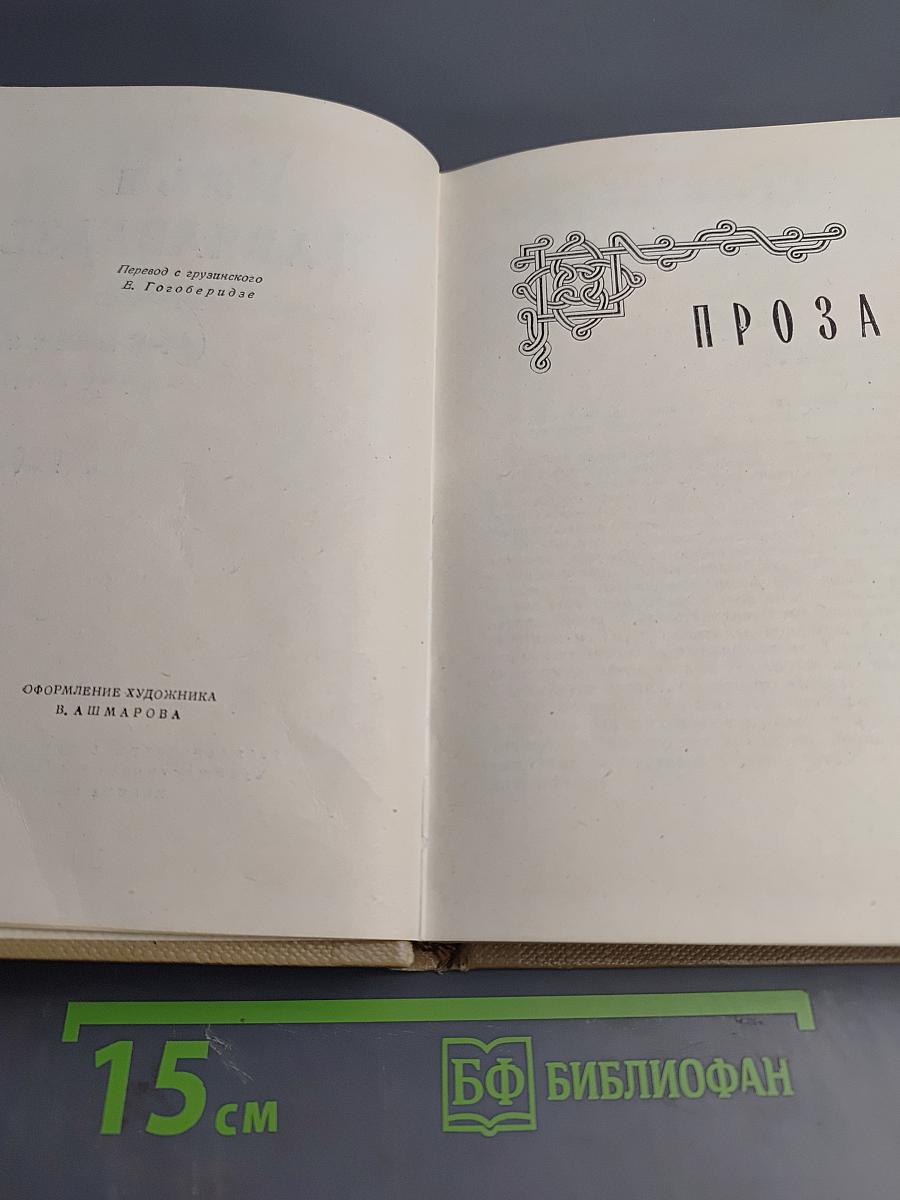 Перевод с грузинского
Е. Гогоберидзе
ОФОРМЛЕНИЕ ХУДОЖНИКА
В. АШМАРОВА
ПРОЗА
15 СМ
БФ БИБЛИОФАН